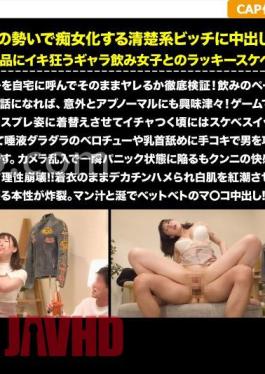 の勢いで痴女化する清楚系ビッチに中出し
品にイキ狂うギャラ飲み女子とのラッキースケベ
ーを自宅に呼んでそのままヤレるか徹底検証!飲みのペー
話になれば、意外とアブノーマルにも興味津々!ゲームで
スプレ姿に着替えさせてイチャつく頃にはスケベスイッ
て唾液ダラダラのベロチューや乳首舐めに手コキで男を攻
す。カメラ乱入で一瞬パニック状態に陥るもクンニの快感
理性崩壊!!着衣のままデカチンハメられ白肌を紅潮させ
る本性が炸裂。マン汁と涎でベットベトのマ〇コ中出し!
JAVHD